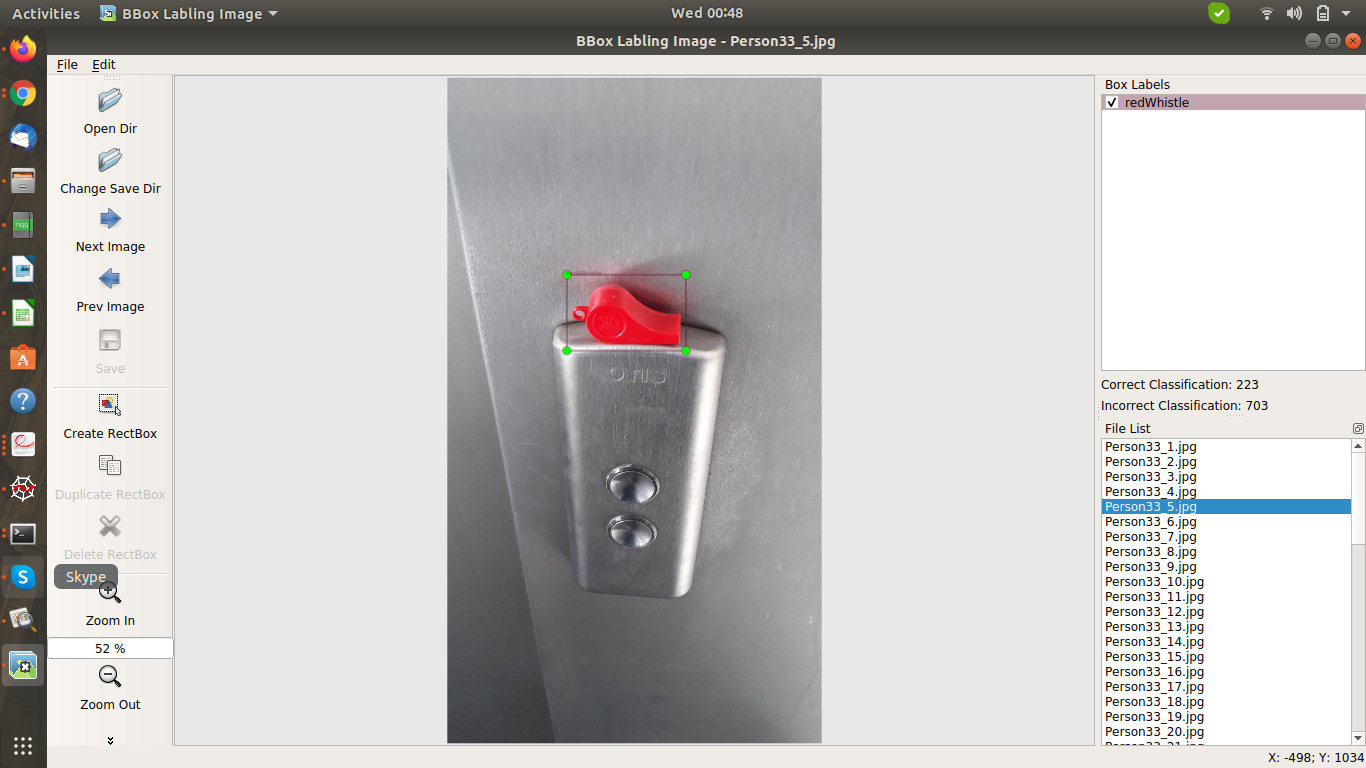 Activities
BBox Labling Image
Wed 00:48
BBox Labling Image - Person33_5.jpg
File Edit
Open Dir
Change Save Dir
Next Image
Prev Image
Save
Create RectBox
Duplicate RectBox
Delete RectBox
Skype
Zoom In
52 %
Zoom Out
OTIS
Box Labels
redWhistle
Correct Classification: 223
Incorrect Classification: 703
File List
Person33_1.jpg
Person33_2.jpg
Person33_3.jpg
Person33_4.jpg
Person33_5.jpg
Person33_6.jpg
Person33_7.jpg
Person33_8.jpg
Person33_9.jpg
Person33_10.jpg
Person33_11.jpg
Person33_12.jpg
Person33_13.jpg
Person33_14.jpg
Person33_15.jpg
Person33_16.jpg
Person33_17.jpg
Person33_18.jpg
Person33_19.jpg
Person33_20.jpg
X: -498; Y: 1034